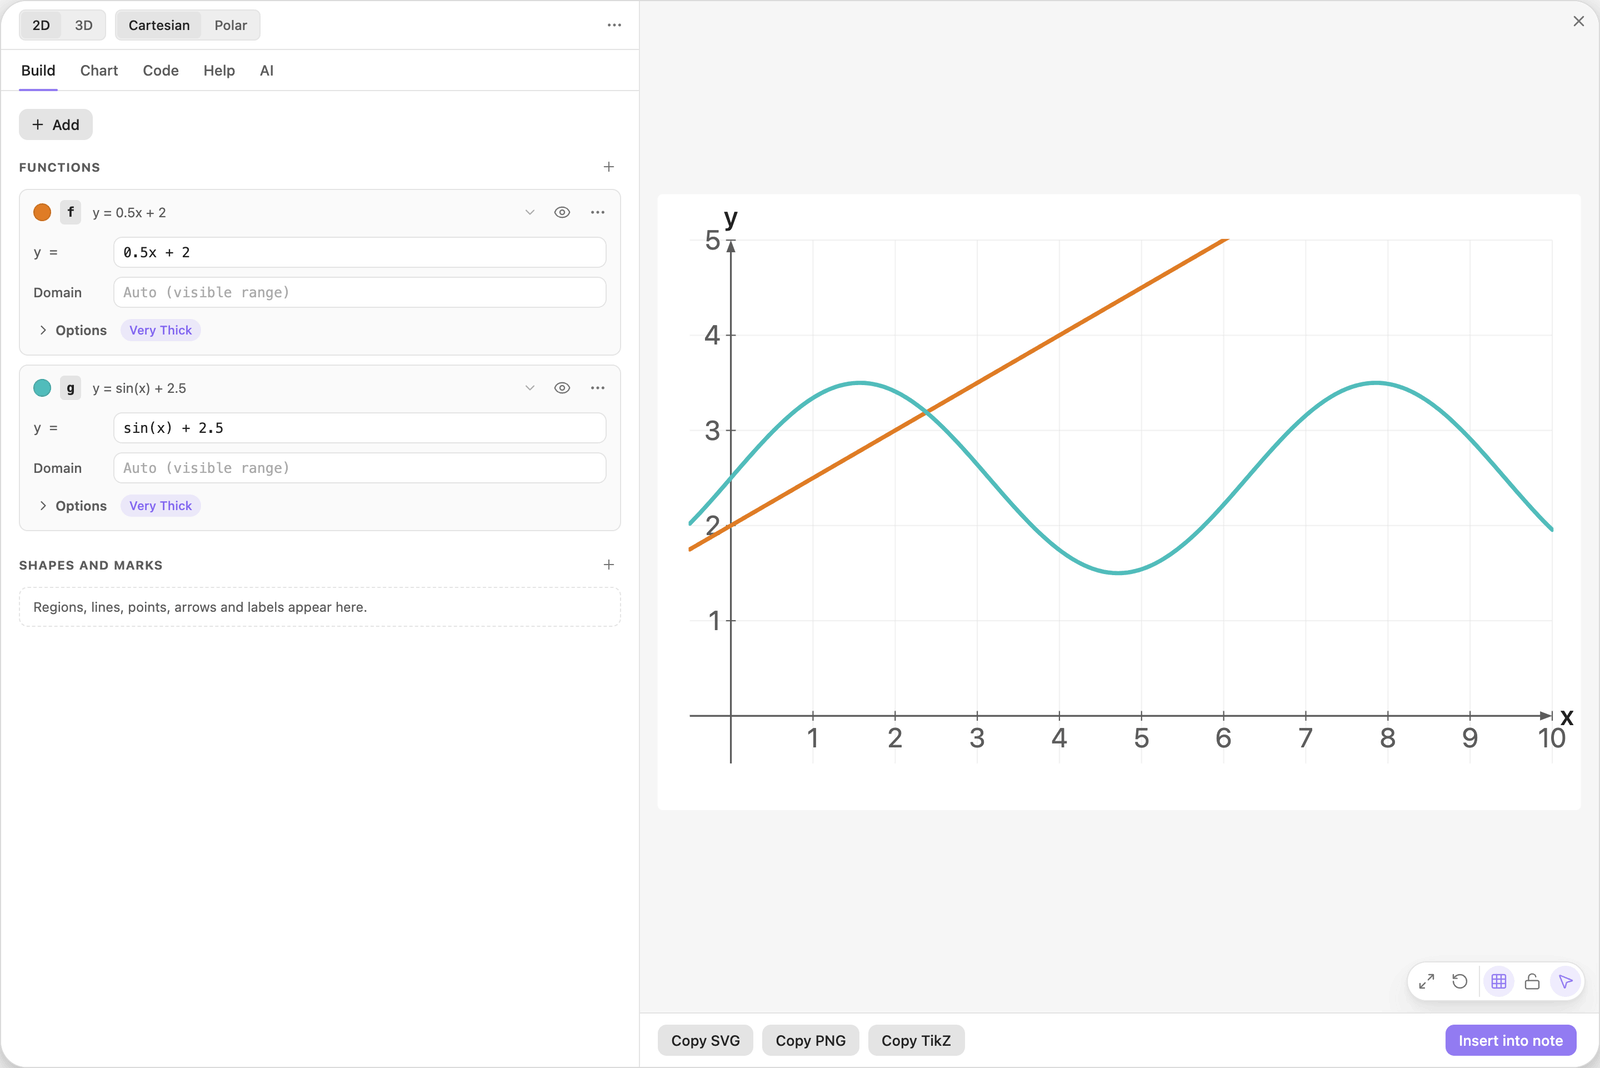 2D 3D Cartesian Polar
Build Chart Code Help AI
+ Add
FUNCTIONS
f y = 0.5x + 2
y = 0.5x + 2
Domain Auto (visible range)
Options Very Thick
g y = sin(x) + 2.5
y = sin(x) + 2.5
Domain Auto (visible range)
Options Very Thick
SHAPES AND MARKS
Regions, lines, points, arrows and labels appear here.
y
5
4
3
2
1
x
1 2 3 4 5 6 7 8 9 10
Copy SVG Copy PNG Copy TikZ Insert into note